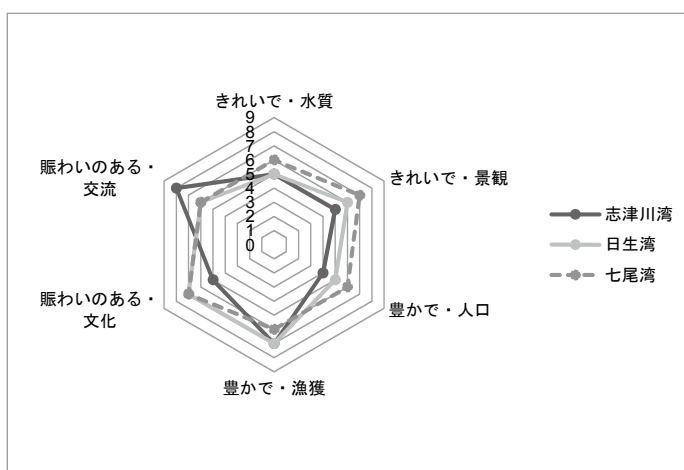 きれいで・水質
9
8
7
6
5
4
3
2
1
0
賑わいのある・
交流
きれいで・景観
志津川湾
日生湾
七尾湾
賑わいのある・
文化
豊かで・人口
豊かで・漁獲